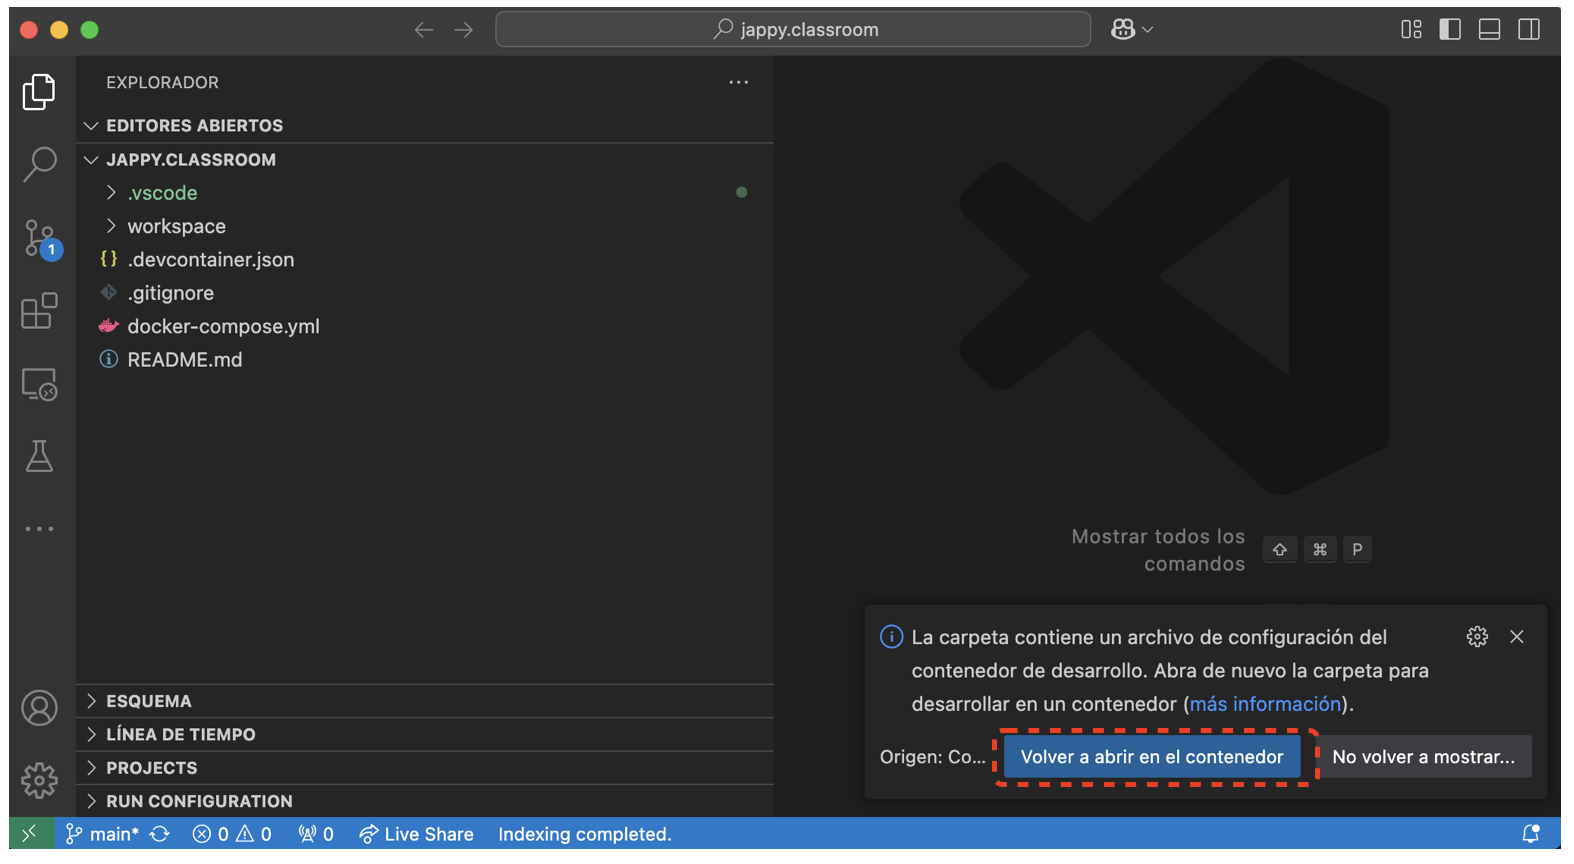 jappy.classroom
EXPLORADOR
EDITORES ABIERTOS
JAPPY.CLASSROOM
.vscode
workspace
.devcontainer.json
.gitignore
docker-compose.yml
README.md
1
Mostrar todos los
comandos
⇧ ⌘ P
La carpeta contiene un archivo de configuración del
contenedor de desarrollo. Abra de nuevo la carpeta para
desarrollar en un contenedor (más información).
Origen: Co... Volver a abrir en el contenedor No volver a mostrar...
ESQUEMA
LÍNEA DE TIEMPO
PROJECTS
RUN CONFIGURATION
main* 0 0 0 Live Share Indexing completed.